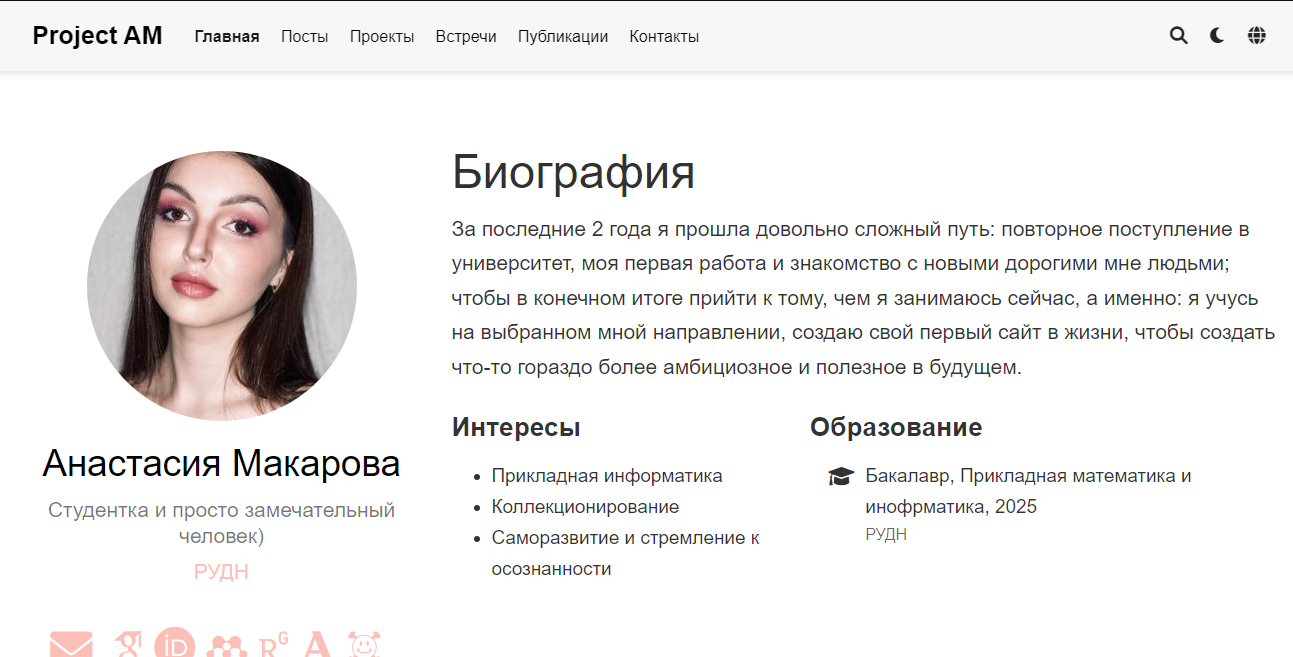 Project AM Главная Посты Проекты Встречи Публикации Контакты
Анастасия Макарова
Студентка и просто замечательный
человек)
РУДН
iD RG A
Биография
За последние 2 года я прошла довольно сложный путь: повторное поступление в
университет, моя первая работа и знакомство с новыми дорогими мне людьми;
чтобы в конечном итоге прийти к тому, чем я занимаюсь сейчас, а именно: я учусь
на выбранном мной направлении, создаю свой первый сайт в жизни, чтобы создать
что-то гораздо более амбициозное и полезное в будущем.
Интересы
Прикладная информатика
Коллекционирование
Саморазвитие и стремление к
осознанности
Образование
Бакалавр, Прикладная математика и
инофрматика, 2025
РУДН